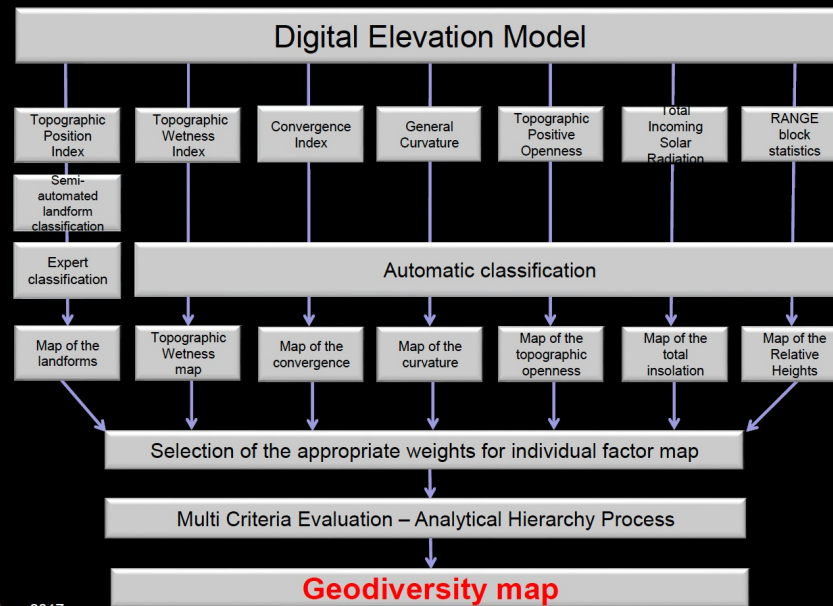 Digital Elevation Model
Topographic
Position
Index
Topographic
Wetness
Index
Convergence
Index
General
Curvature
Topographic
Positive
Openness
Total
Incoming
Solar
Radiation
RANGE
block
statistics
Semi-
automated
landform
classification
Expert
classification
Automatic classification
Map of the
landforms
Topographic
Wetness
map
Map of the
convergence
Map of the
curvature
Map of the
topographic
openness
Map of the
total
insolation
Map of the
Relative
Heights
Selection of the appropriate weights for individual factor map
Multi Criteria Evaluation – Analytical Hierarchy Process
Geodiversity map
2017